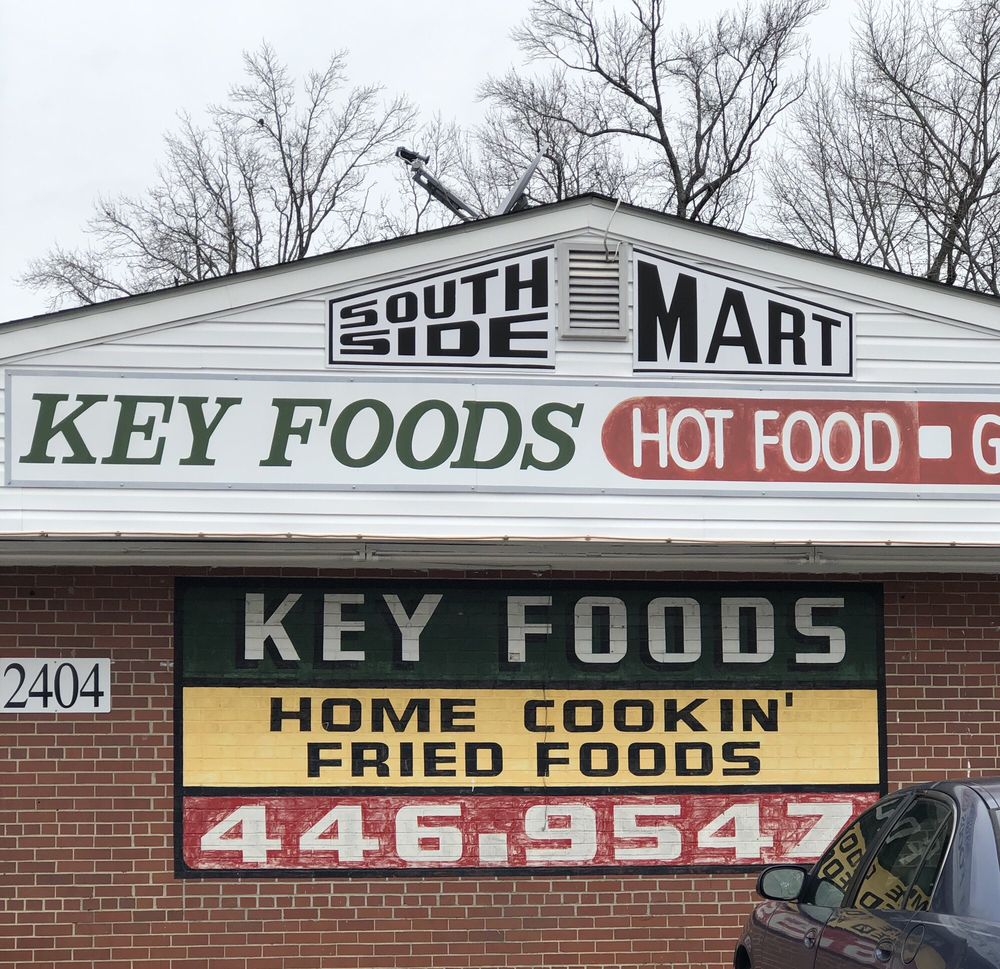 SOUTH SIDE MART
KEY FOODS HOT FOOD G
KEY FOODS
2404
HOME COOKIN'
FRIED FOODS
446.9547